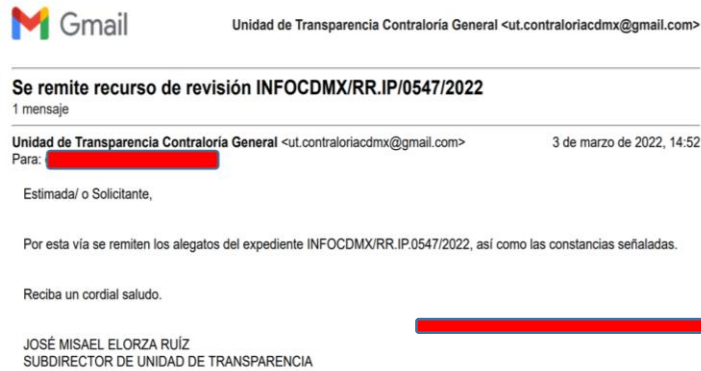 Gmail
Unidad de Transparencia Contraloría General <ut.contraloriacdmx@gmail.com>
Se remite recurso de revisión INFOCDMX/RR.IP/0547/2022
1 mensaje
Unidad de Transparencia Contraloría General <ut.contraloriacdmx@gmail.com> 3 de marzo de 2022, 14:52
Para:
Estimada/ o Solicitante,
Por esta vía se remiten los alegatos del expediente INFOCDMX/RR.IP.0547/2022, así como las constancias señaladas.
Reciba un cordial saludo.
JOSÉ MISAEL ELORZA RUÍZ
SUBDIRECTOR DE UNIDAD DE TRANSPARENCIA